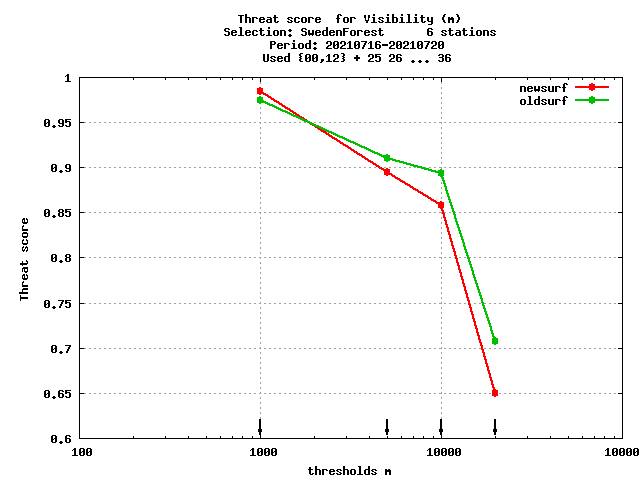 Threat score  for Visibility (m)
Selection: SwedenForest      6 stations
Period: 20210716-20210720
Used {00,12} + 25 26 ... 36
newsurf
oldsurf
1
0.95
0.9
0.85
0.8
0.75
0.7
0.65
0.6
Threat score
100
1000
10000
10000
thresholds m